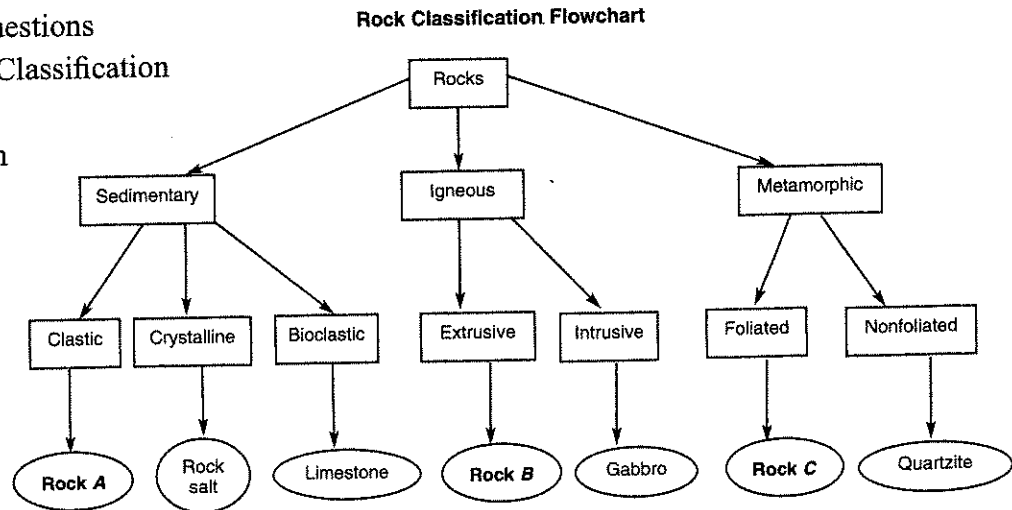 Rock Classification Flowchart
Classification
Rocks
Sedimentary
Igneous
Metamorphic
Clastic
Crystalline
Bioclastic
Extrusive
Intrusive
Foliated
Nonfoliated
Rock A
Rock
salt
Limestone
Rock B
Gabbro
Rock C
Quartzite